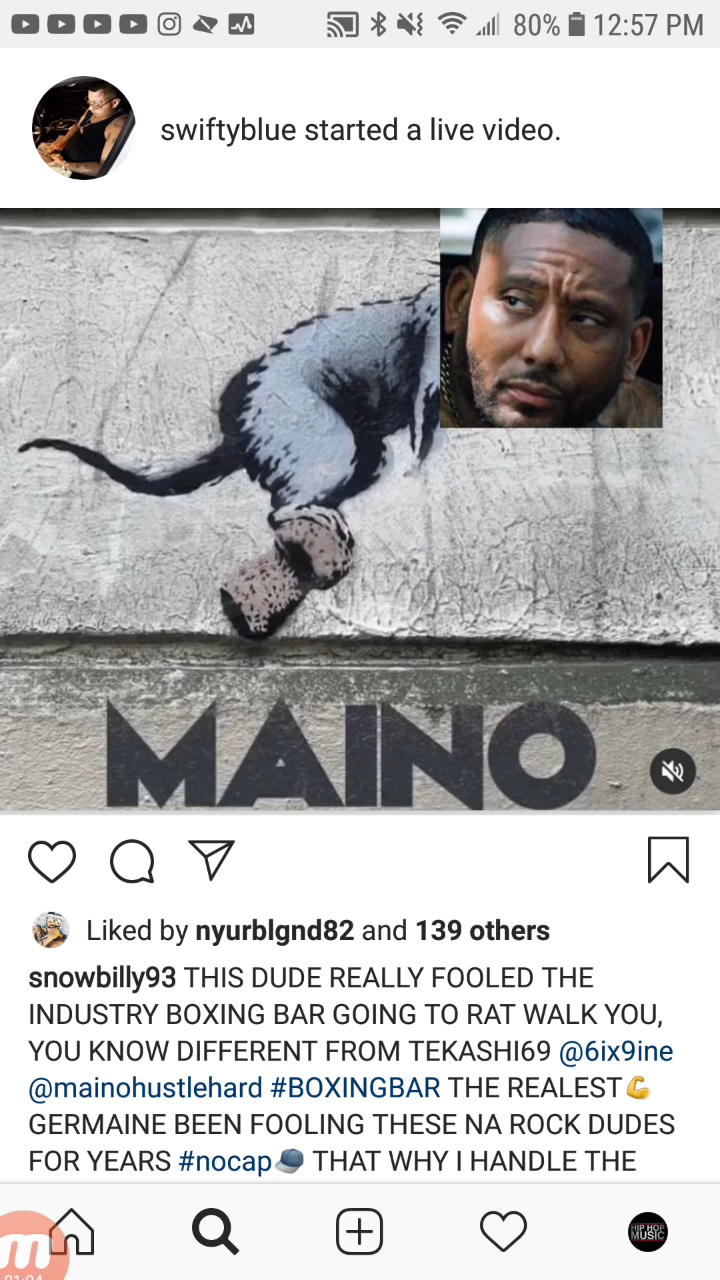 80% 12:57 PM
swiftyblue started a live video.
MAINO
Liked by nyurblgnd82 and 139 others
snowbilly93 THIS DUDE REALLY FOOLED THE
INDUSTRY BOXING BAR GOING TO RAT WALK YOU,
YOU KNOW DIFFERENT FROM TEKASHI69 @6ix9ine
@mainohustlehard #BOXINGBAR THE REALEST💪
GERMAINE BEEN FOOLING THESE NA ROCK DUDES
FOR YEARS #nocap🧢 THAT WHY I HANDLE THE
HIP HOP
MUSIC
m
01:04